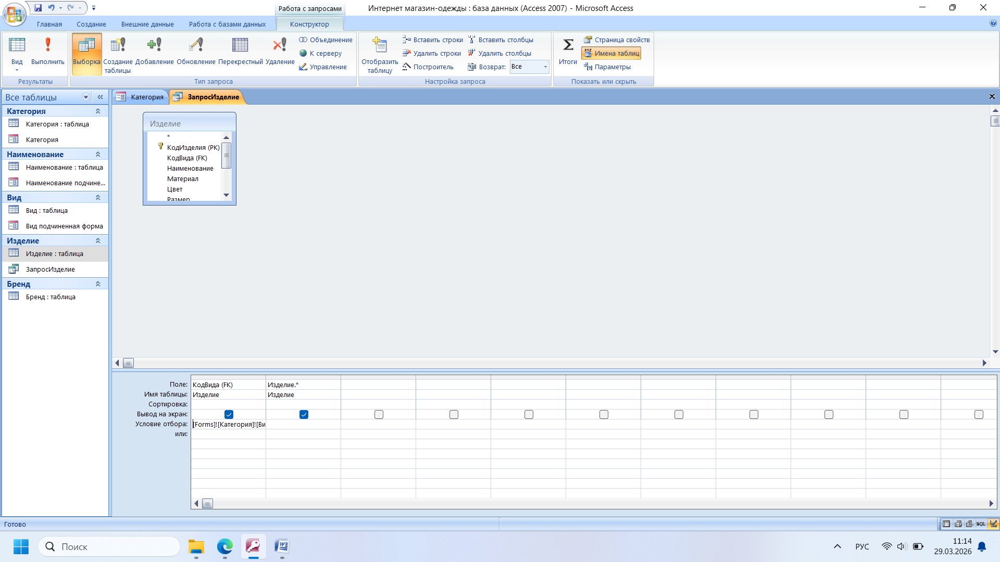 Работа с запросами
Интернет магазин-одежды : база данных (Access 2007) - Microsoft Access
Главная Создание Внешние данные Работа с базами данных Конструктор
Вид
Выполнить
Результаты
Выборка
Создание таблицы
Добавление
Обновление
Перекрестный
Удаление
Объединение
К серверу
Управление
Тип запроса
Отобразить таблицу
Вставить строки
Удалить строки
Построитель
Вставить столбцы
Удалить столбцы
Возврат: Все
Настройка запроса
Σ
Итоги
Страница свойств
XYZ Имена таблиц
Параметры
Показать или скрыть
Все таблицы
Категория
Категория : таблица
Категория
Наименование
Наименование : таблица
Наименование подчине...
Вид
Вид : таблица
Вид подчиненная форма
Изделие
Изделие : таблица
ЗапросИзделие
Бренд
Бренд : таблица
Категория ЗапросИзделие
Изделие
*
КодИзделия (PK)
КодВида (FK)
Наименование
Материал
Цвет
Размер
Поле: КодВида (FK) Изделие.*
Имя таблицы: Изделие Изделие
Сортировка:
Вывод на экран:
Условие отбора: [Forms]![Категория]![Ви
или:
Готово
SQL
Поиск
РУС
11:14
29.03.2026